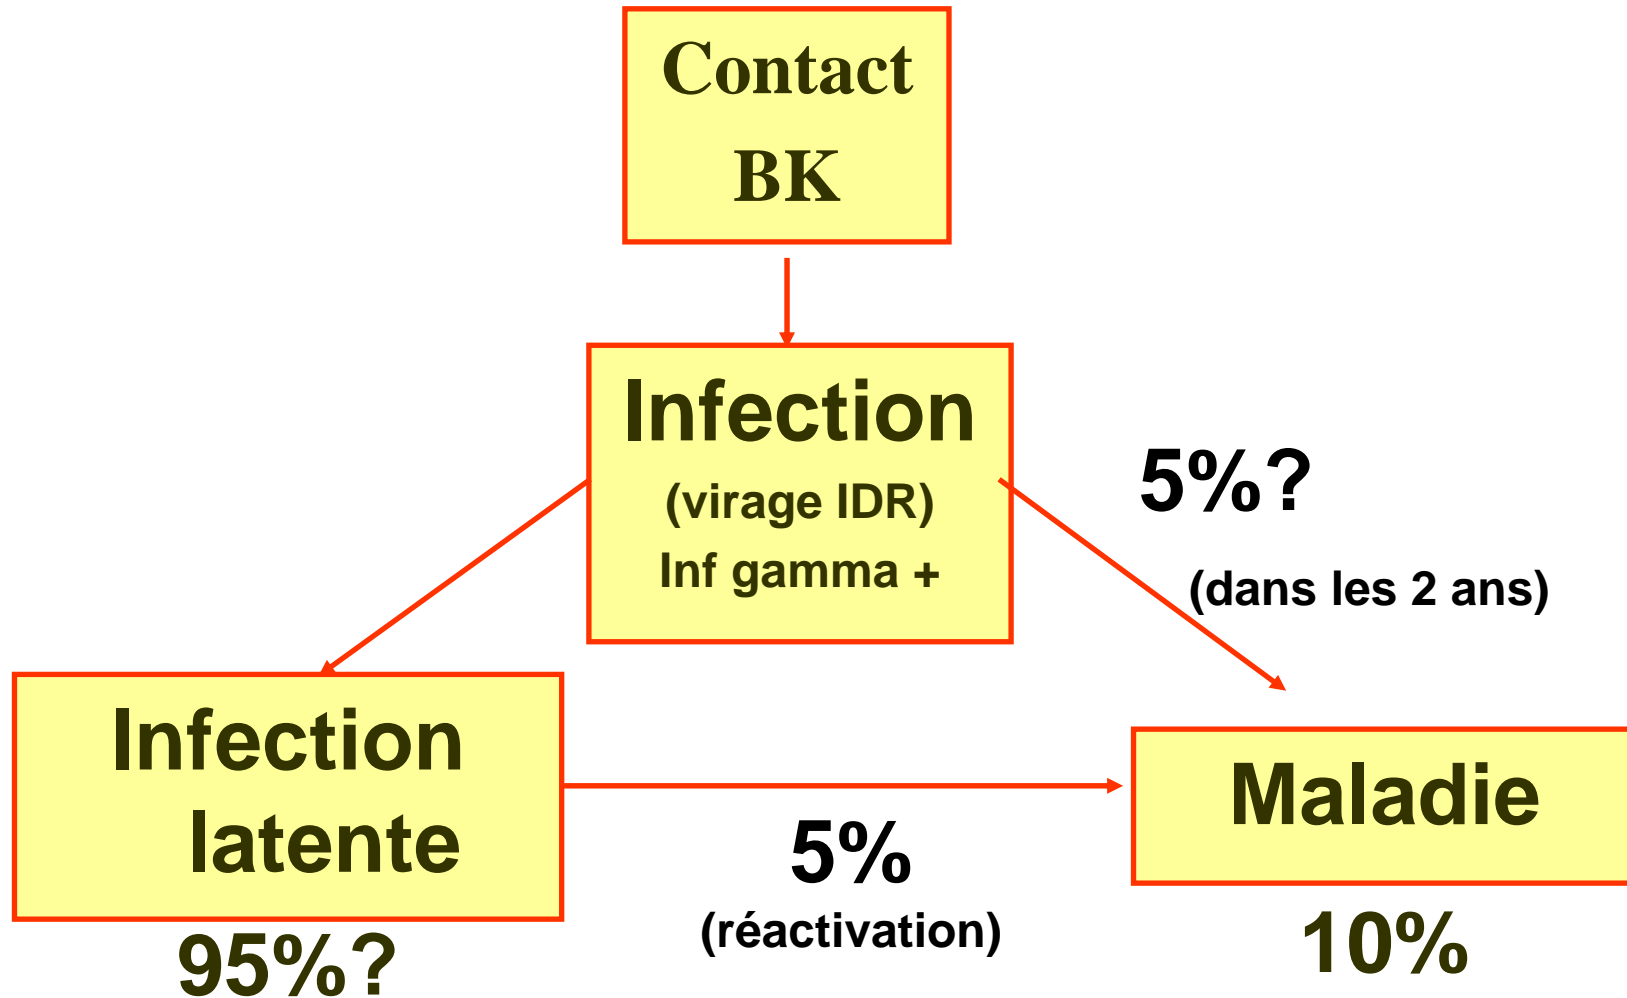 Contact
BK
Infection
(virage IDR)
Inf gamma +
5%?
(dans les 2 ans)
Infection
latente
95%?
5%
(réactivation)
Maladie
10%